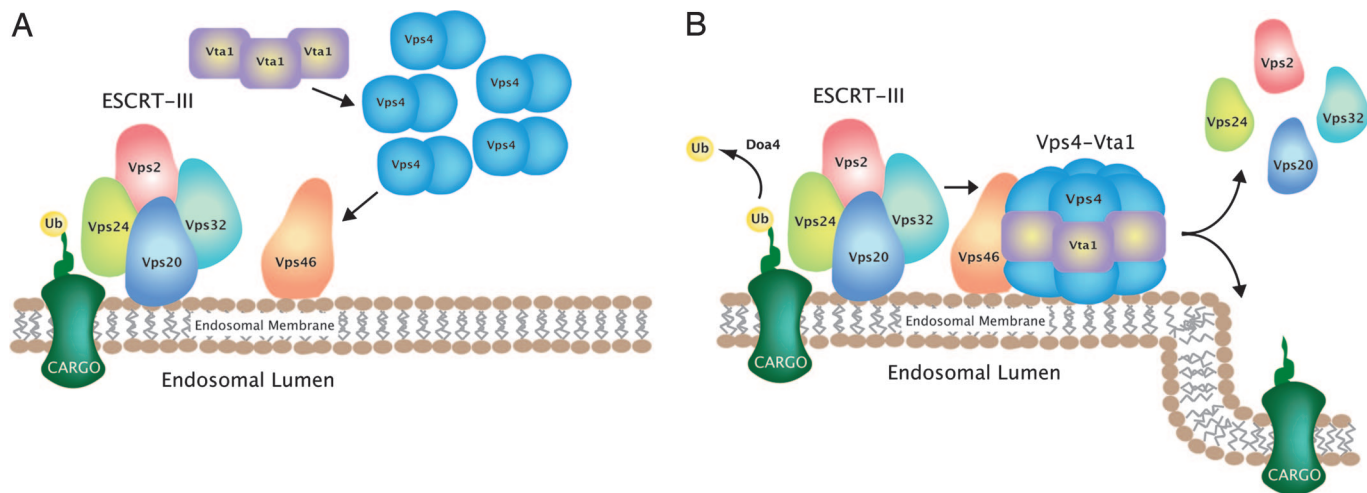 A
Vta1
Vta1
Vta1
Vps4
Vps4
Vps4
Vps4
Vps4
ESCRT-III
Vps2
Ub
Vps24
Vps32
Vps20
Vps46
Endosomal Membrane
CARGO
Endosomal Lumen
B
Vps2
Vps24
Vps32
Vps20
ESCRT-III
Ub
Doa4
Vps4-Vta1
Vps2
Vps4
Ub
Vps24
Vps32
Vps46
Vta1
Vps20
Endosomal Membrane
CARGO
Endosomal Lumen
CARGO